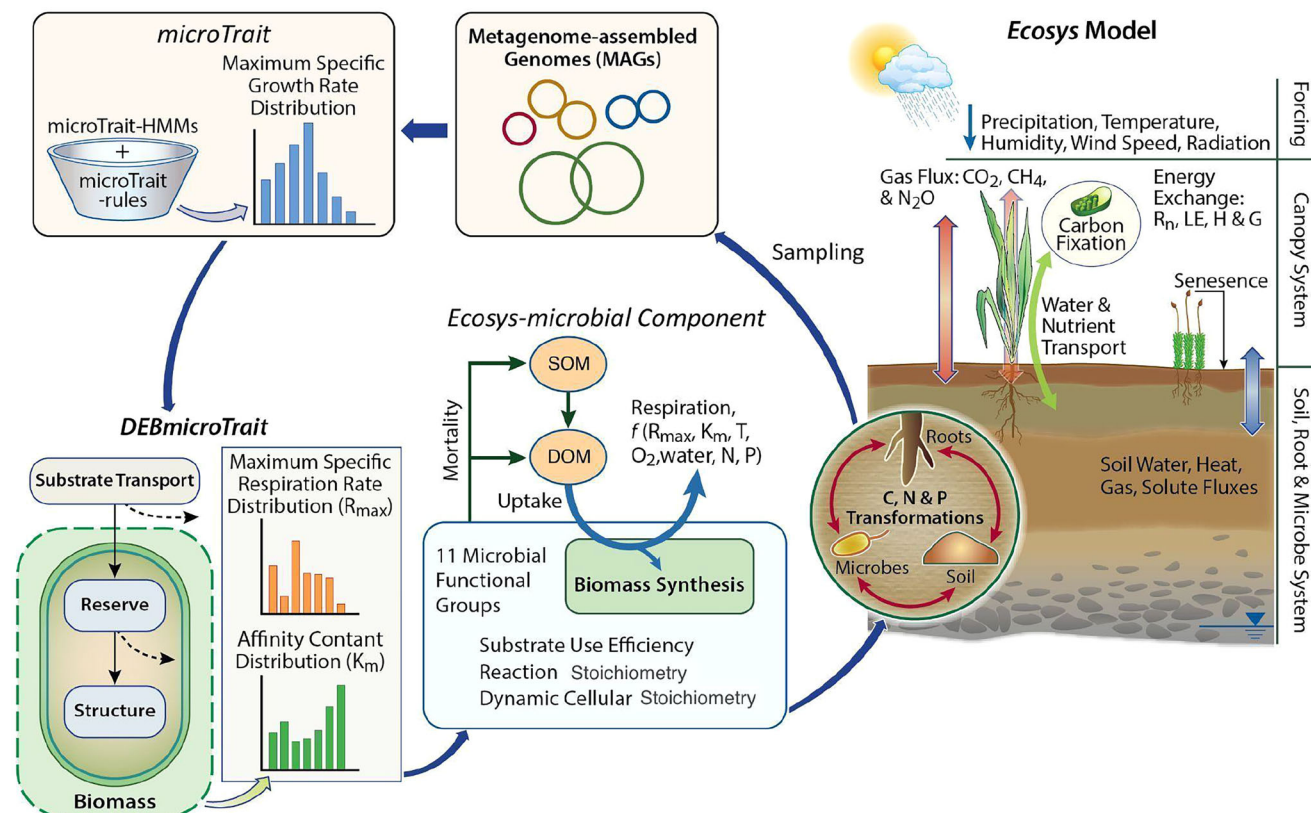 microTrait
Maximum Specific
Growth Rate
Distribution
microTrait-HMMs
+
microTrait
-rules
Metagenome-assembled
Genomes (MAGs)
Ecosys Model
Forcing
Precipitation, Temperature,
Humidity, Wind Speed, Radiation
Gas Flux: CO₂, CH₄,
& N₂O
Carbon
Fixation
Energy
Exchange:
Rₙ, LE, H & G
Canopy System
Water &
Nutrient
Transport
Senesence
Sampling
Soil, Root & Microbe System
Soil Water, Heat,
Gas, Solute Fluxes
Roots
C, N & P
Transformations
Microbes
Soil
Ecosys-microbial Component
SOM
DOM
Mortality
Uptake
Respiration,
f (Rmax, Km, T,
O₂,water, N, P)
11 Microbial
Functional
Groups
Biomass Synthesis
Substrate Use Efficiency
Reaction Stoichiometry
Dynamic Cellular Stoichiometry
DEBmicroTrait
Substrate Transport
Reserve
Structure
Biomass
Maximum Specific
Respiration Rate
Distribution (Rmax)
Affinity Contant
Distribution (Km)